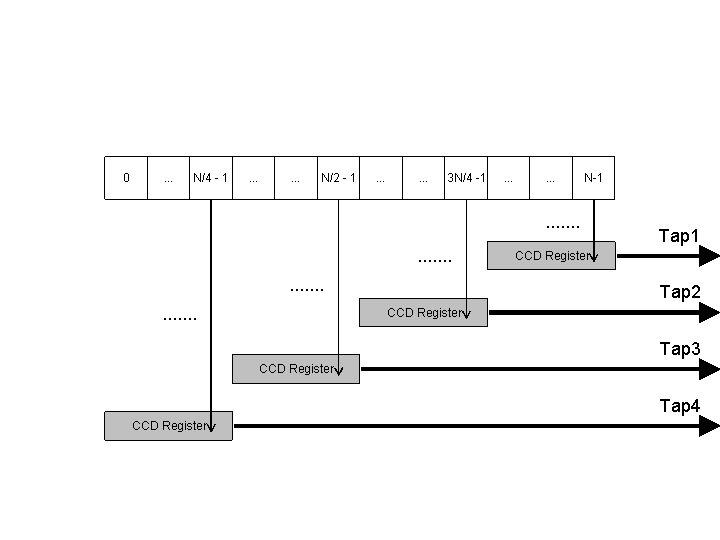 0 ... N/4 - 1 ... ... N/2 - 1 ... ... 3N/4 -1 ... ... N-1
.......
Tap1
.......
CCD Register
.......
Tap2
.......
CCD Register
Tap3
CCD Register
Tap4
CCD Register